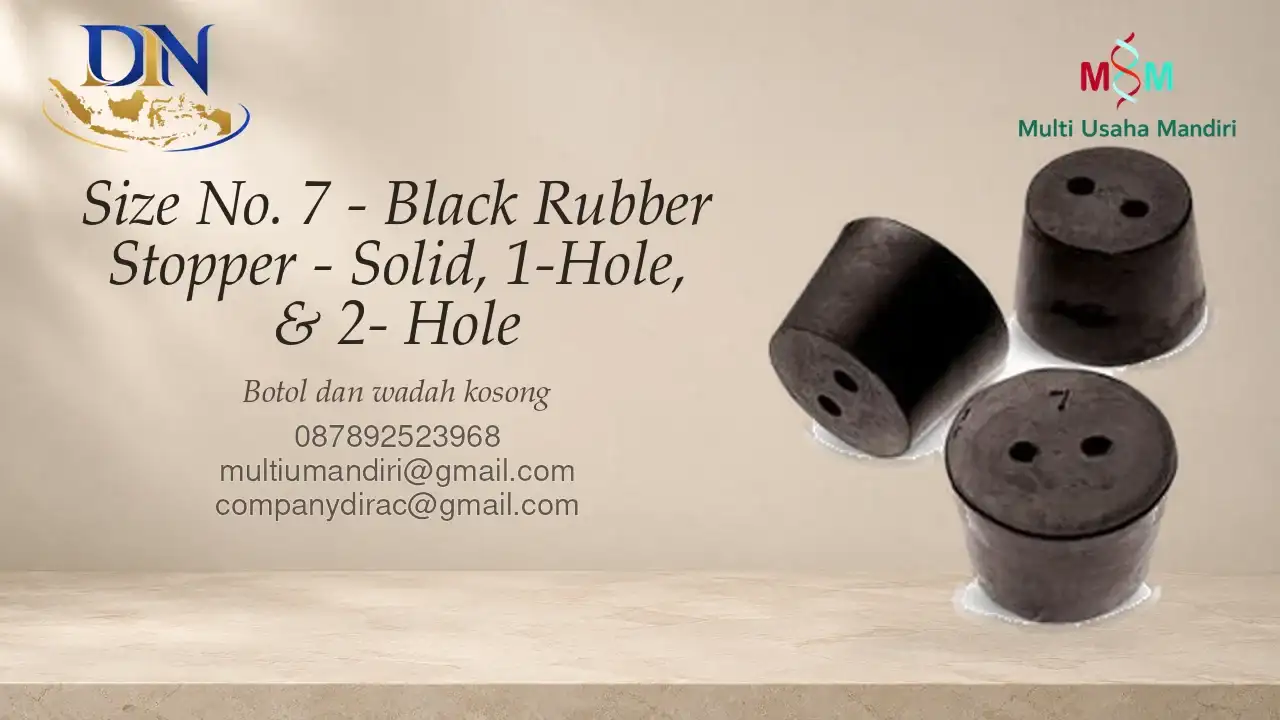 DIN
MSM
Multi Usaha Mandiri
Size No. 7 - Black Rubber
Stopper - Solid, 1-Hole,
& 2- Hole
Botol dan wadah kosong
087892523968
multiumandiri@gmail.com
companydirac@gmail.com
7